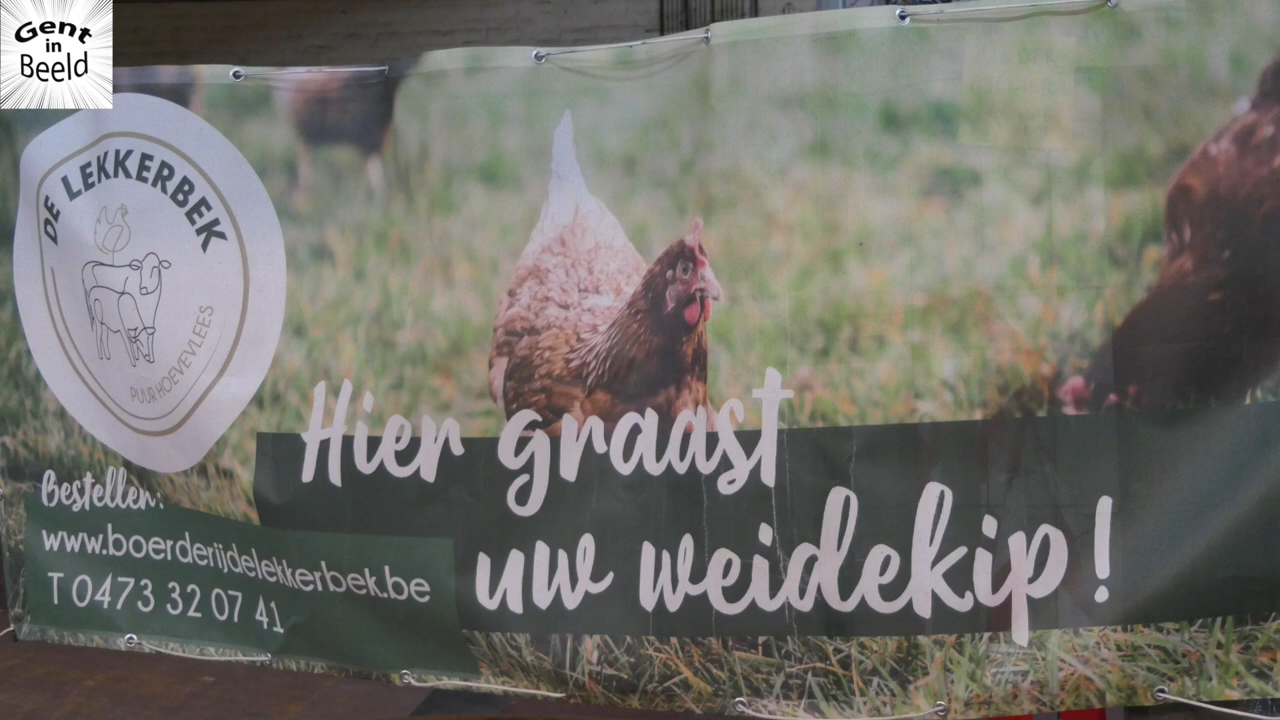 Gent
in
Beeld
DE LEKKERBEK
PUUR HOEVEVLEES
Hier graast
uw weidekip!
Bestellen:
www.boerderijdelekkerbek.be
T 0473 32 07 41